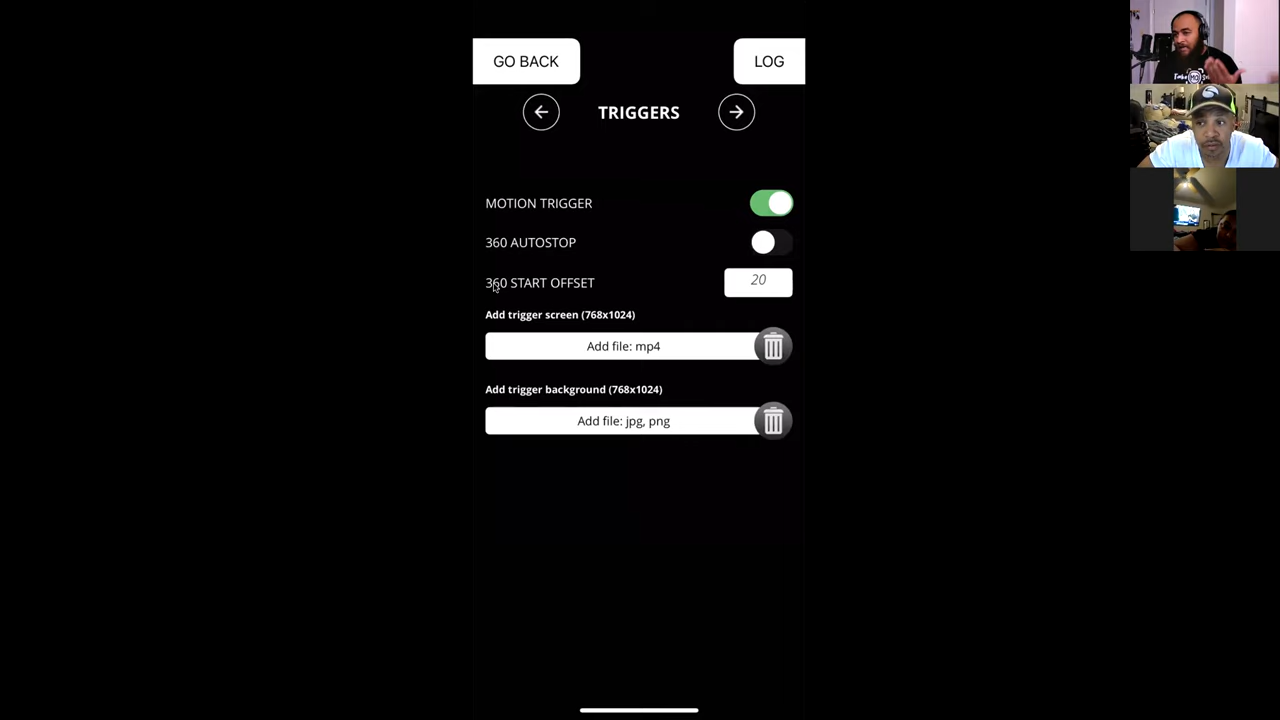 GO BACK
LOG
TRIGGERS
MOTION TRIGGER
360 AUTOSTOP
360 START OFFSET
20
Add trigger screen (768x1024)
Add file: mp4
Add trigger background (768x1024)
Add file: jpg, png